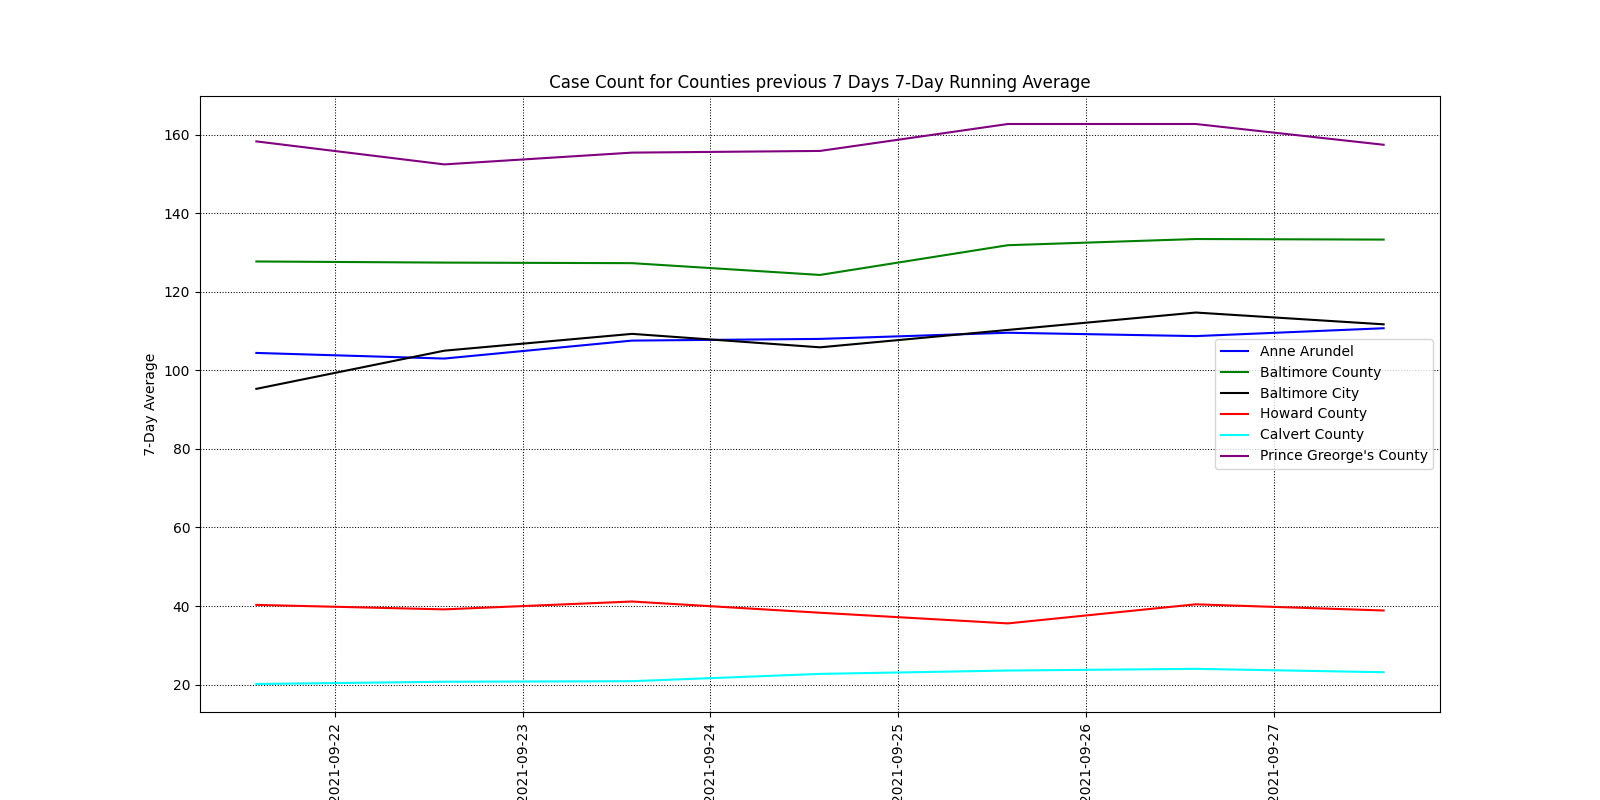 Case Count for Counties previous 7 Days 7-Day Running Average
7-Day Average
160
140
120
100
80
60
40
20
Anne Arundel
Baltimore County
Baltimore City
Howard County
Calvert County
Prince Greorge's County
2021-09-22
2021-09-23
2021-09-24
2021-09-25
2021-09-26
2021-09-27